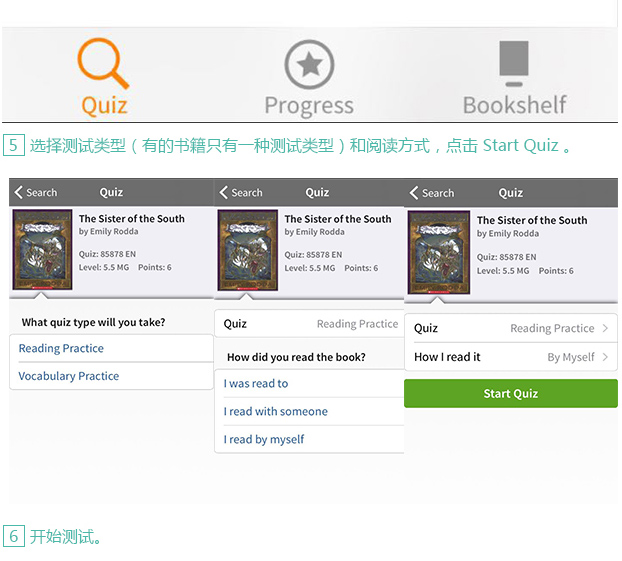 Quiz
Progress
Bookshelf
5 选择测试类型（有的书籍只有一种测试类型）和阅读方式，点击 Start Quiz 。
Search
Quiz
The Sister of the South
by Emily Rodda
Quiz: 85878 EN
Level: 5.5 MG Points: 6
What quiz type will you take?
Reading Practice
Vocabulary Practice
Search
Quiz
The Sister of the South
by Emily Rodda
Quiz: 85878 EN
Level: 5.5 MG Points: 6
Quiz Reading Practice
How did you read the book?
I was read to
I read with someone
I read by myself
Search
Quiz
The Sister of the South
by Emily Rodda
Quiz: 85878 EN
Level: 5.5 MG Points: 6
Quiz Reading Practice
How I read it By Myself
Start Quiz
6 开始测试。